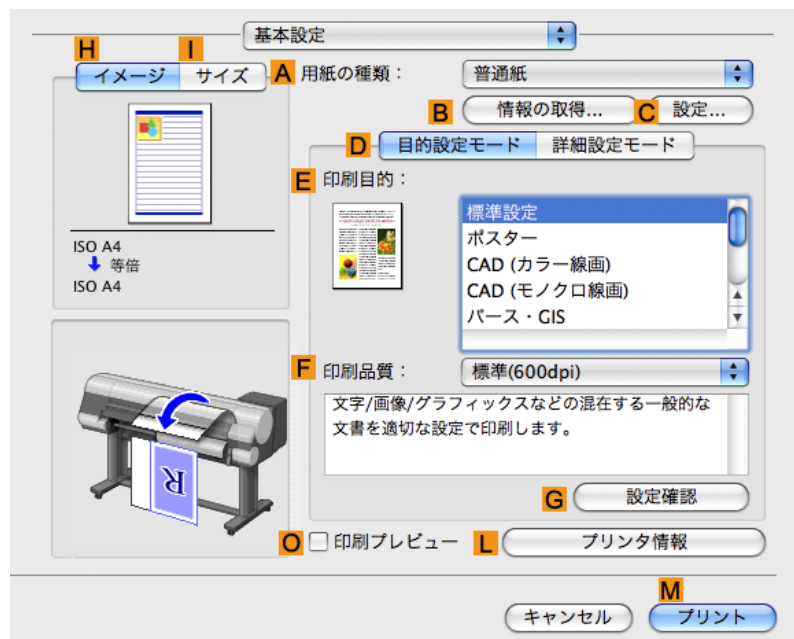 基本設定
H I
イメージ サイズ
A 用紙の種類： 普通紙
B 情報の取得... C 設定...
D 目的設定モード 詳細設定モード
E 印刷目的：
標準設定
ポスター
CAD (カラー線画)
CAD (モノクロ線画)
パース・GIS
ISO A4
等倍
ISO A4
F 印刷品質： 標準(600dpi)
文字/画像/グラフィックスなどの混在する一般的な
文書を適切な設定で印刷します。
R
G 設定確認
O 印刷プレビュー L プリンタ情報
M
キャンセル プリント